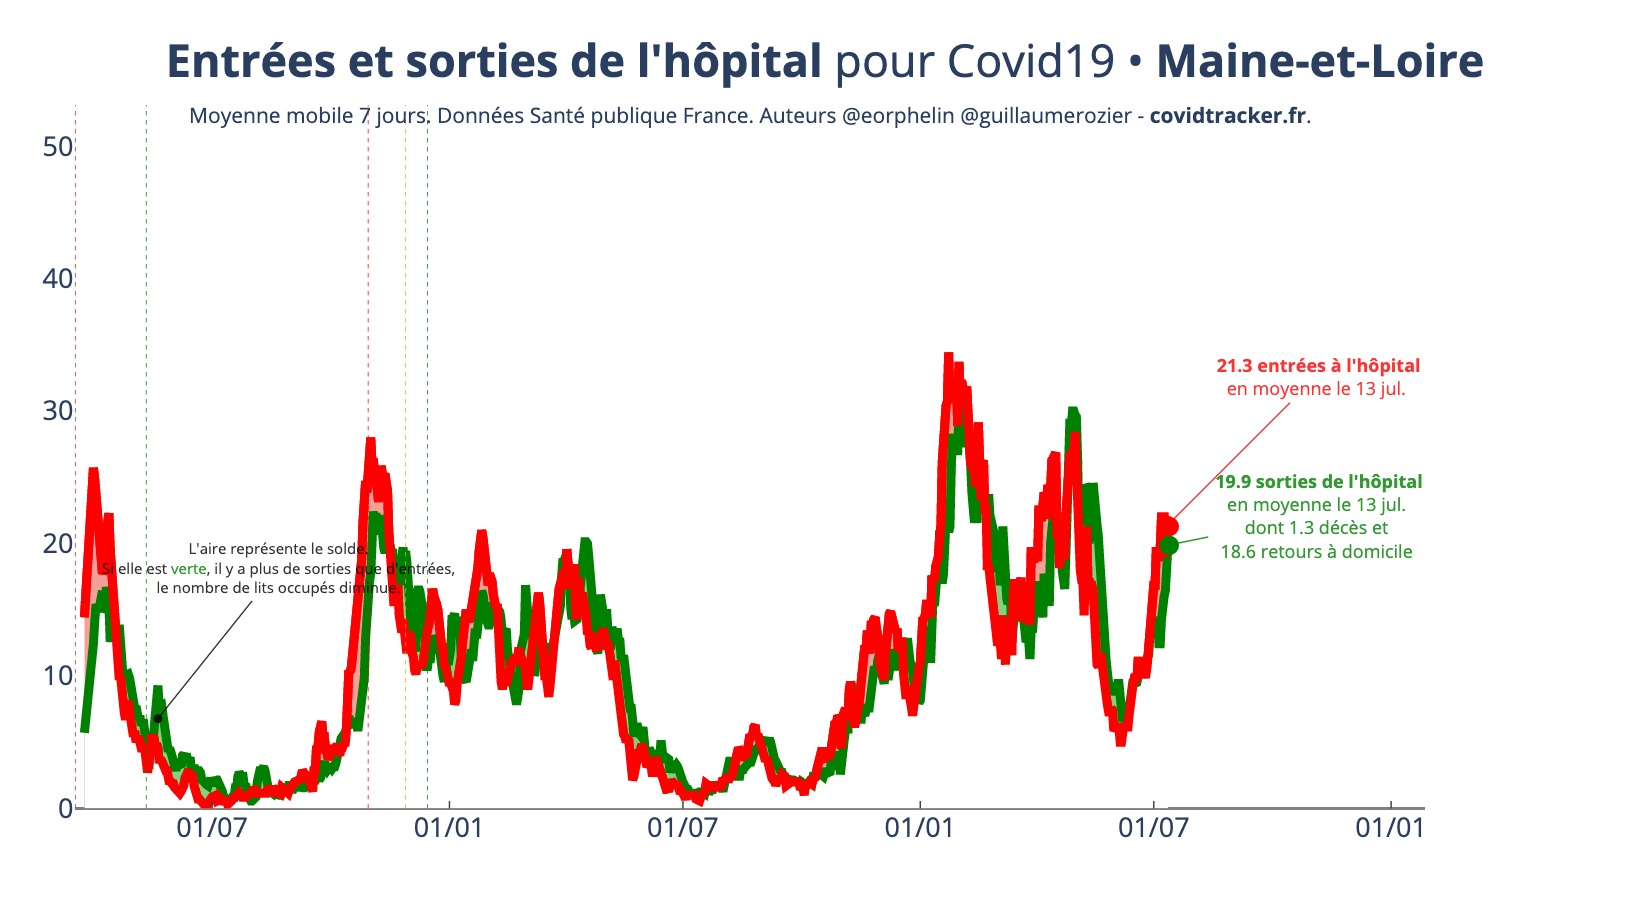 Entrées et sorties de l'hôpital pour Covid19 • Maine-et-Loire
Moyenne mobile 7 jours. Données Santé publique France. Auteurs @eorphelin @guillaumerozier - covidtracker.fr.
50
40
30
20
10
0
21.3 entrées à l'hôpital
en moyenne le 13 jul.
19.9 sorties de l'hôpital
en moyenne le 13 jul.
dont 1.3 décès et
18.6 retours à domicile
L'aire représente le solde.
Si elle est verte, il y a plus de sorties que d'entrées,
le nombre de lits occupés diminue.
01/07
01/01
01/07
01/01
01/07
01/01